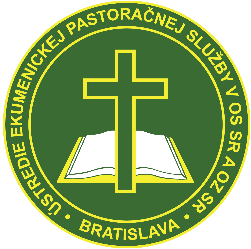 ÚSTREDIE EKUMENICKEJ PASTORAČNEJ SLUŽBY V OS SR A OZ SR
BRATISLAVA